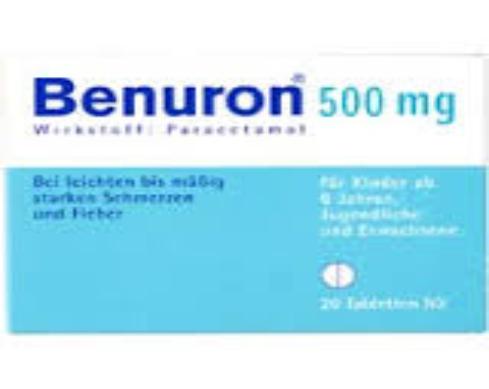 Benuron® 500 mg
Wirkstoff: Paracetamol
Bei leichten bis mäßig
starken Schmerzen
und Fieber
für Kinder ab
6 Jahren,
Jugendliche
und Erwachsene
20 Tabletten